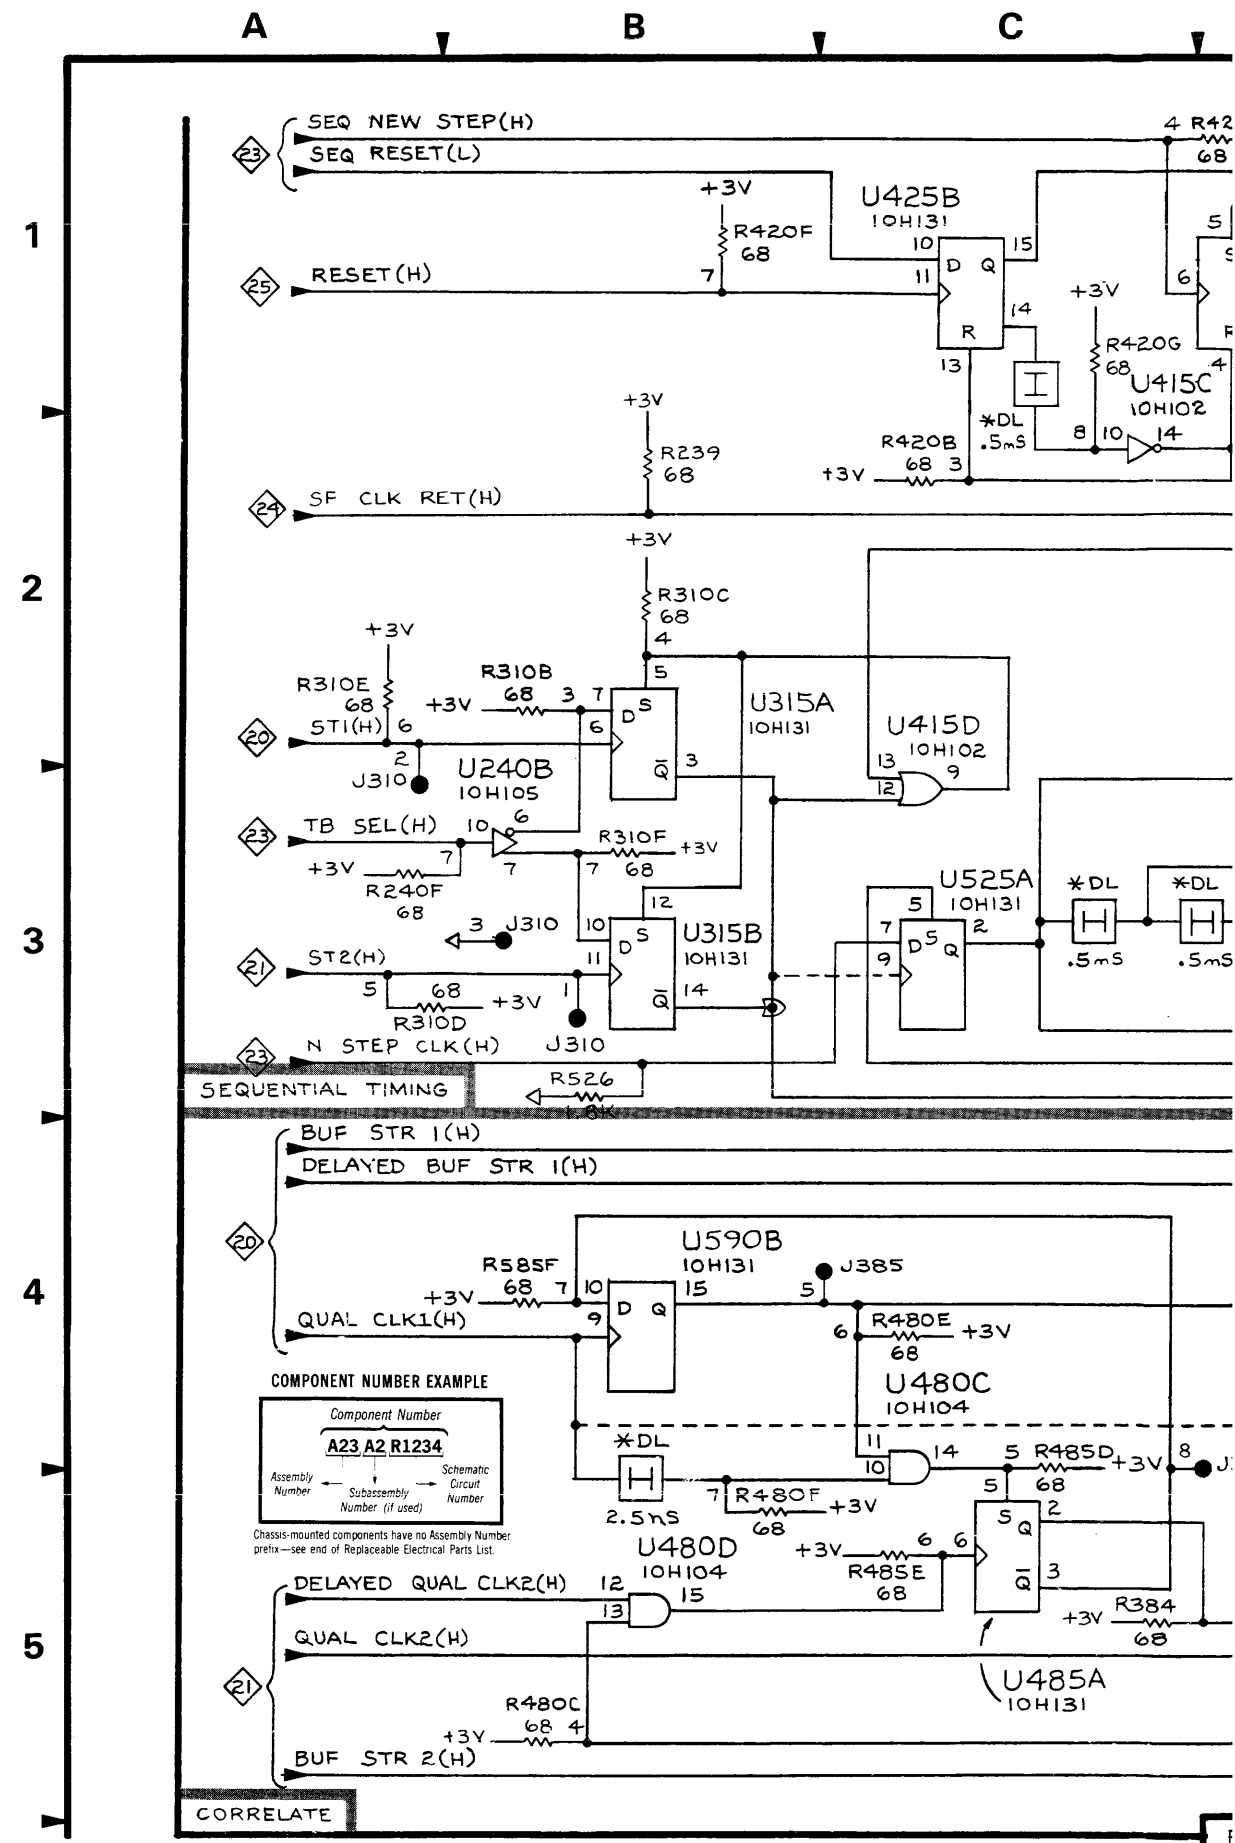 A B C
1
SEQ NEW STEP(H)
4 R42
68
23
SEQ RESET(L)
+3V
R420F
68
7
U425B
10H131
10 15
11 D Q
14
R
13
5
S
6
R
4
25
RESET(H)
+3V
R420G
68
U415C
10H102
8 10 14
*DL
.5mS
R420B
68 3
+3V
+3V
R239
68
24
SF CLK RET(H)
2
+3V
R310C
68
4
5
+3V
R310E
68
6
R310B
68 3 7
+3V
D S
6
U315A
10H131
Q 3
20
ST1(H)
2
J310
U415D
10H102
13
12 9
U240B
10H105
23
TB SEL(H)
10 6
7 7
+3V
R240F
68
R310F
7 68 +3V
3
12
3 J310
10 D S
11
U315B
10H131
Q 14
U525A
10H131
5
7 D S Q 2
9
*DL
.5mS
*DL
.5mS
21
ST2(H)
5 68 +3V
R310D
1
J310
23
N STEP CLK(H)
R526
1.8K
SEQUENTIAL TIMING
BUF STR 1(H)
DELAYED BUF STR 1(H)
20
4
U590B
10H131
R585F
68 7 10 15
+3V
D Q
9
5 J385
QUAL CLK1(H)
R480E
6 68 +3V
U480C
10H104
COMPONENT NUMBER EXAMPLE
Component Number
A23 A2 R1234
Assembly
Number
Subassembly
Number (if used)
Schematic
Circuit
Number
Chassis-mounted components have no Assembly Number
prefix—see end of Replaceable Electrical Parts List.
*DL
2.5nS
11
10 14
5 R485D
68 +3V
8
7 R480F
68 +3V
5
S Q 2
6 6
Q 3
+3V
R485E
68
U480D
10H104
12
13 15
DELAYED QUAL CLK2(H)
+3V R384
68
5
QUAL CLK2(H)
U485A
10H131
21
R480C
68 4
+3V
BUF STR 2(H)
CORRELATE